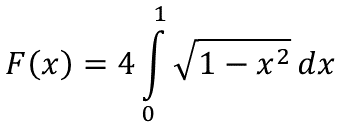 F(x) = 4 ∫₀¹ √(1 − x²) dx